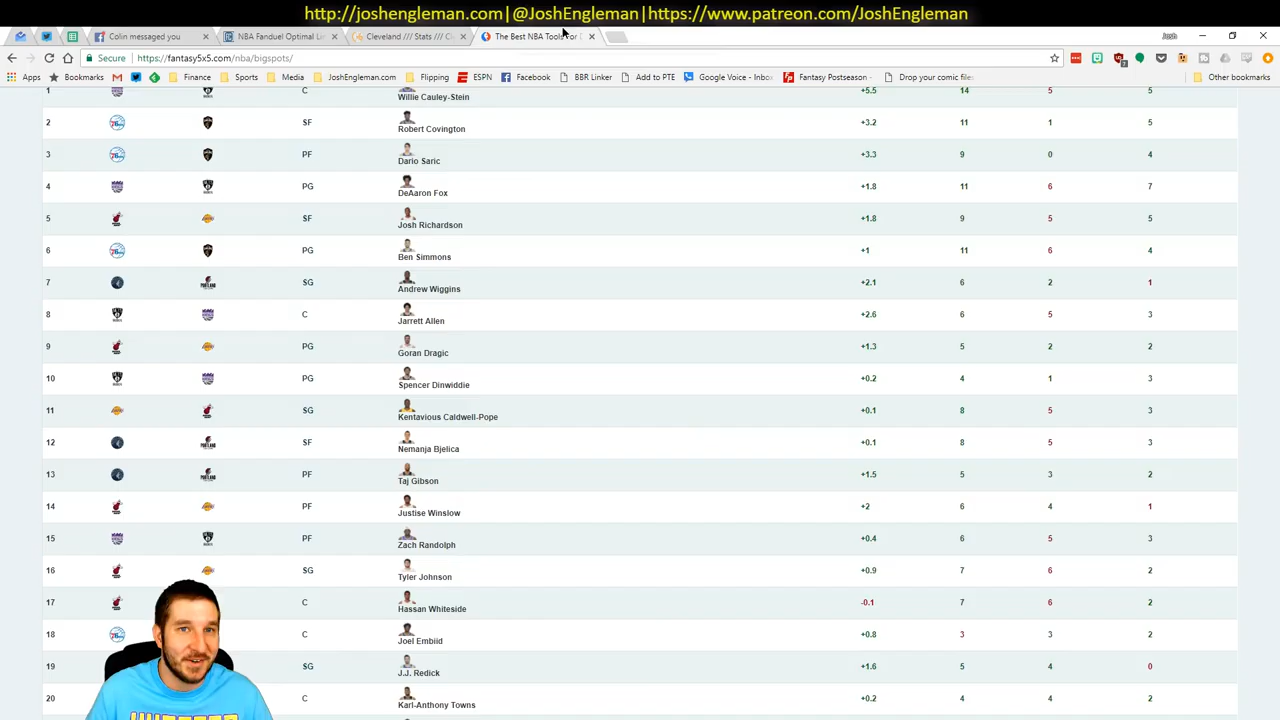 http://joshengleman.com|@JoshEngleman|https://www.patreon.com/JoshEngleman
Colin messaged you
NBA Fanduel Optimal Li
Cleveland /// Stats /// Cl
The Best NBA Tools for D
Josh
Secure https://fantasy5x5.com/nba/bigspots/
Apps Bookmarks Finance Sports Media JoshEngleman.com Flipping ESPN Facebook BBR Linker Add to PTE Google Voice - Inbox Fantasy Postseason - Drop your comic files Other bookmarks
1 C Willie Cauley-Stein +5.5 14 5 5
2 SF Robert Covington +3.2 11 1 5
3 PF Dario Saric +3.3 9 0 4
4 PG DeAaron Fox +1.8 11 6 7
5 SF Josh Richardson +1.8 9 5 5
6 PG Ben Simmons +1 11 6 4
7 SG Andrew Wiggins +2.1 6 2 1
8 C Jarrett Allen +2.6 6 5 3
9 PG Goran Dragic +1.3 5 2 2
10 PG Spencer Dinwiddie +0.2 4 1 3
11 SG Kentavious Caldwell-Pope +0.1 8 5 3
12 SF Nemanja Bjelica +0.1 8 5 3
13 PF Taj Gibson +1.5 5 3 2
14 PF Justise Winslow +2 6 4 1
15 PF Zach Randolph +0.4 6 5 3
16 SG Tyler Johnson +0.9 7 6 2
17 C Hassan Whiteside -0.1 7 6 2
18 C Joel Embiid +0.8 3 3 2
19 SG J.J. Redick +1.6 5 4 0
20 C Karl-Anthony Towns +0.2 4 4 2